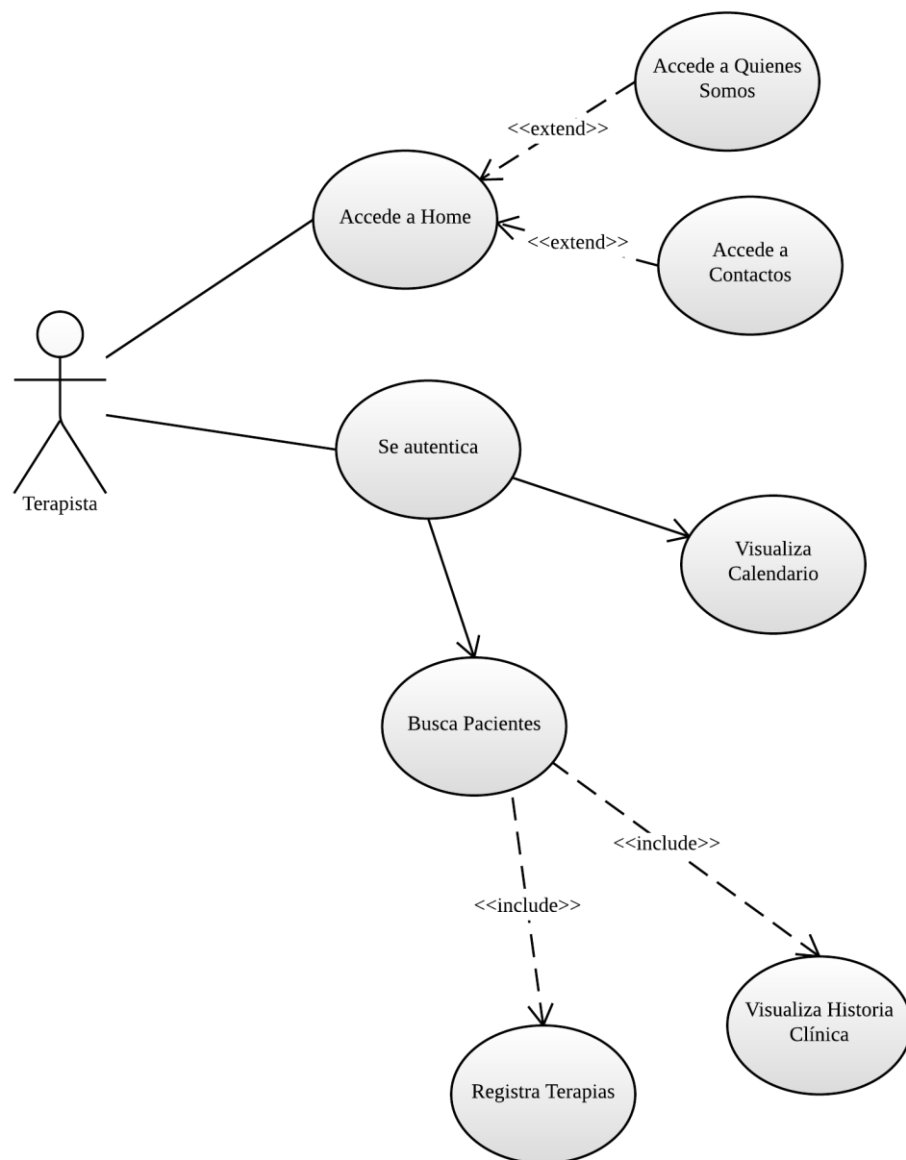 Accede a Quienes
Somos
<<extend>>
Accede a Home
<<extend>>
Accede a
Contactos
Se autentica
Terapista
Visualiza
Calendario
Busca Pacientes
<<include>>
<<include>>
Visualiza Historia
Clínica
Registra Terapias